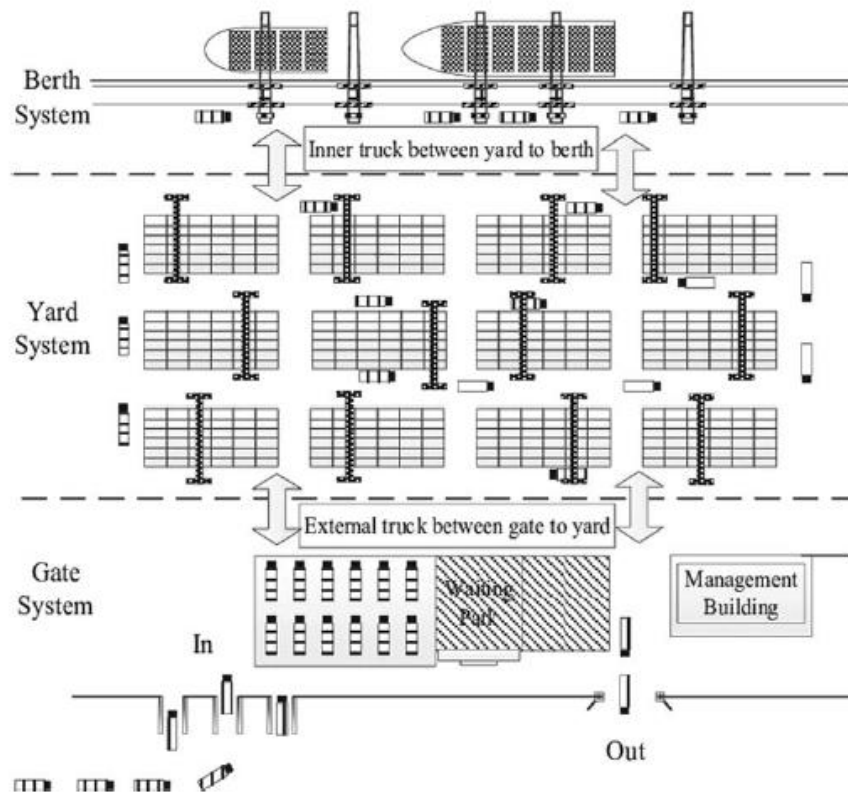 Berth
System
Inner truck between yard to berth
Yard
System
External truck between gate to yard
Gate
System
Waiting
Park
Management
Building
In
Out